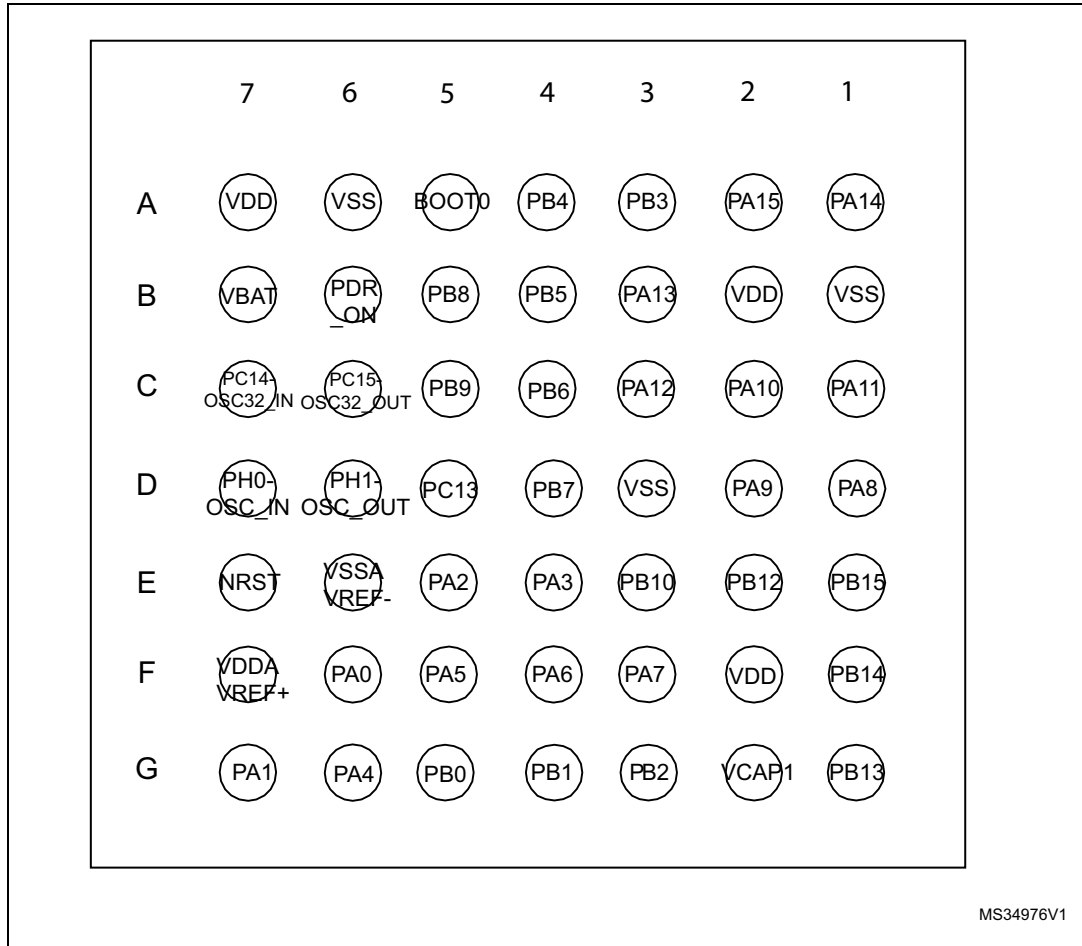 7 6 5 4 3 2 1
A VDD VSS BOOT0 PB4 PB3 PA15 PA14
B VBAT PDR _ON PB8 PB5 PA13 VDD VSS
C PC14- OSC32_IN PC15- OSC32_OUT PB9 PB6 PA12 PA10 PA11
D PH0- OSC_IN PH1- OSC_OUT PC13 PB7 VSS PA9 PA8
E NRST VSSA VREF- PA2 PA3 PB10 PB12 PB15
F VDDA VREF+ PA0 PA5 PA6 PA7 VDD PB14
G PA1 PA4 PB0 PB1 PB2 VCAP1 PB13
MS34976V1